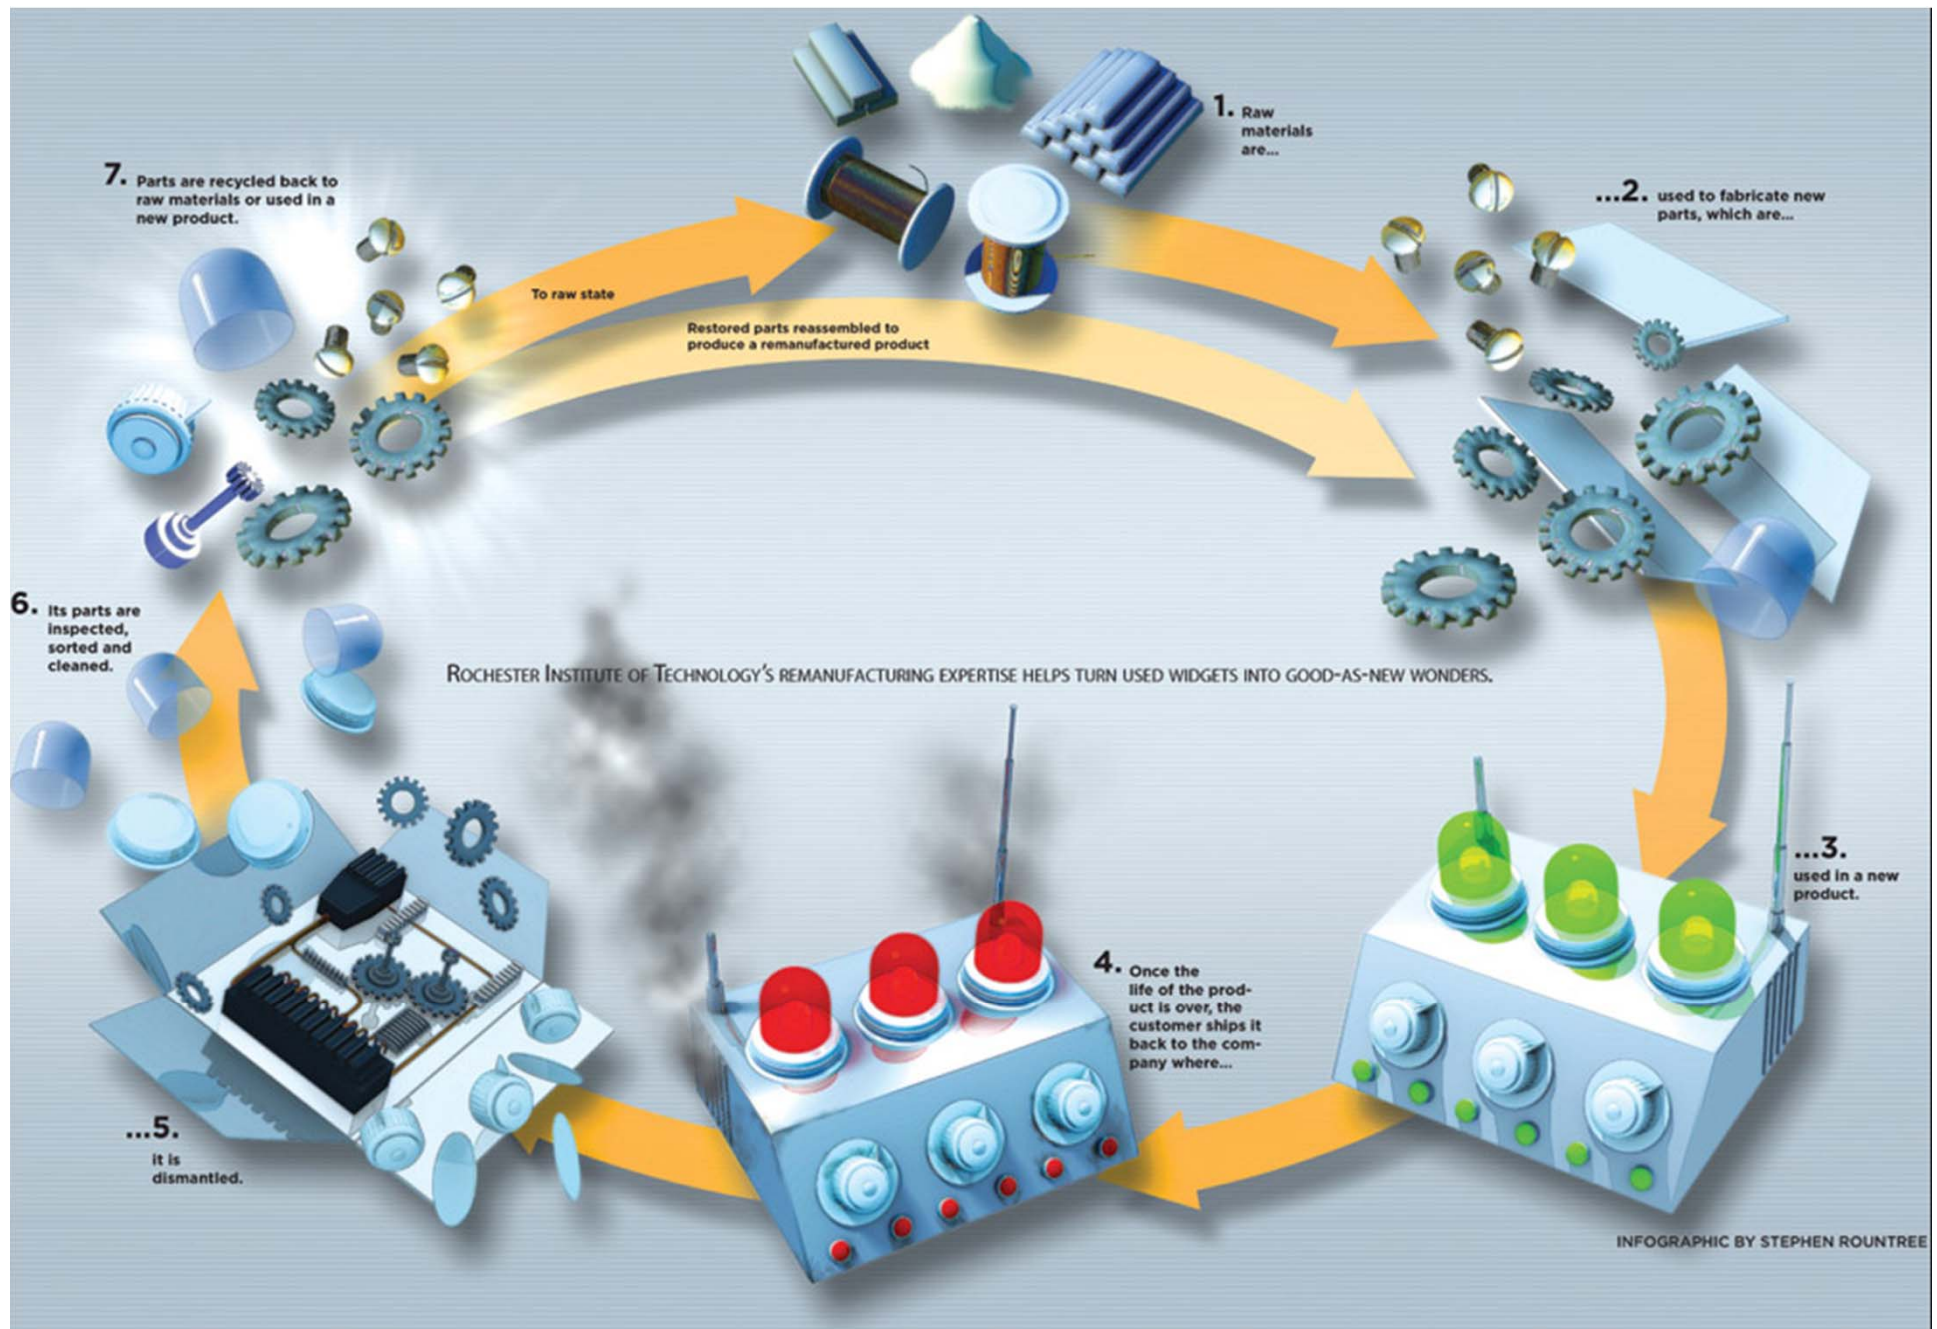 1. Raw
materials
are...
...2. used to fabricate new
parts, which are...
...3.
used in a new
product.
4. Once the
life of the prod-
uct is over, the
customer ships it
back to the com-
pany where...
...5.
it is
dismantled.
6. Its parts are
inspected,
sorted and
cleaned.
7. Parts are recycled back to
raw materials or used in a
new product.
To raw state
Restored parts reassembled to
produce a remanufactured product
ROCHESTER INSTITUTE OF TECHNOLOGY'S REMANUFACTURING EXPERTISE HELPS TURN USED WIDGETS INTO GOOD-AS-NEW WONDERS.
INFOGRAPHIC BY STEPHEN ROUNTREE